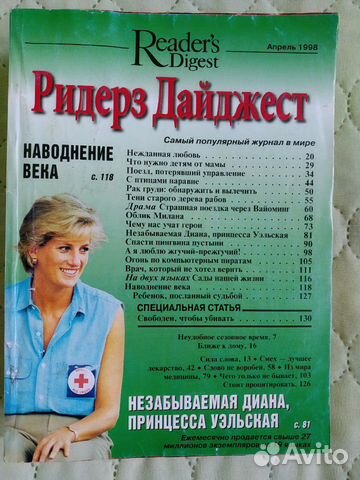 Reader's
Digest
Апрель 1998
Ридерз Дайджест
Самый популярный журнал в мире
НАВОДНЕНИЕ
ВЕКА с. 118
Нежданная любовь 20
Что нужно детям от мамы 29
Поезд, потерявший управление 34
С птицами наравне 44
Рак груди: обнаружить и вылечить 50
Тени старого дерева рабов 55
Драма Страшная поездка через Вайоминг 60
Облик Милана 68
Чему нас учат герои 73
Незабываемая Диана, принцесса Уэльская 81
Спасти пингвина пустыни 90
А я люблю жгучий-прежгучий! 98
Огонь по компьютерным пиратам 105
Врач, который не хотел верить 111
На двух языках Сады нашей жизни 116
Наводнение века 118
Ребенок, посланный судьбой 127
СПЕЦИАЛЬНАЯ СТАТЬЯ
Свободен, чтобы убивать 130
Неудобное сезонное время, 7
Ближе к дому, 16
Сила слова, 13 • Смех — лучшее
лекарство, 42 • Слово не воробей, 58 • Из мира
медицины, 79 • Чего только не бывает, 103
Стоит процитировать, 126
НЕЗАБЫВАЕМАЯ ДИАНА,
ПРИНЦЕССА УЭЛЬСКАЯ с. 81
Ежемесячно продается свыше 27
миллионов экземпляров языках
Avito